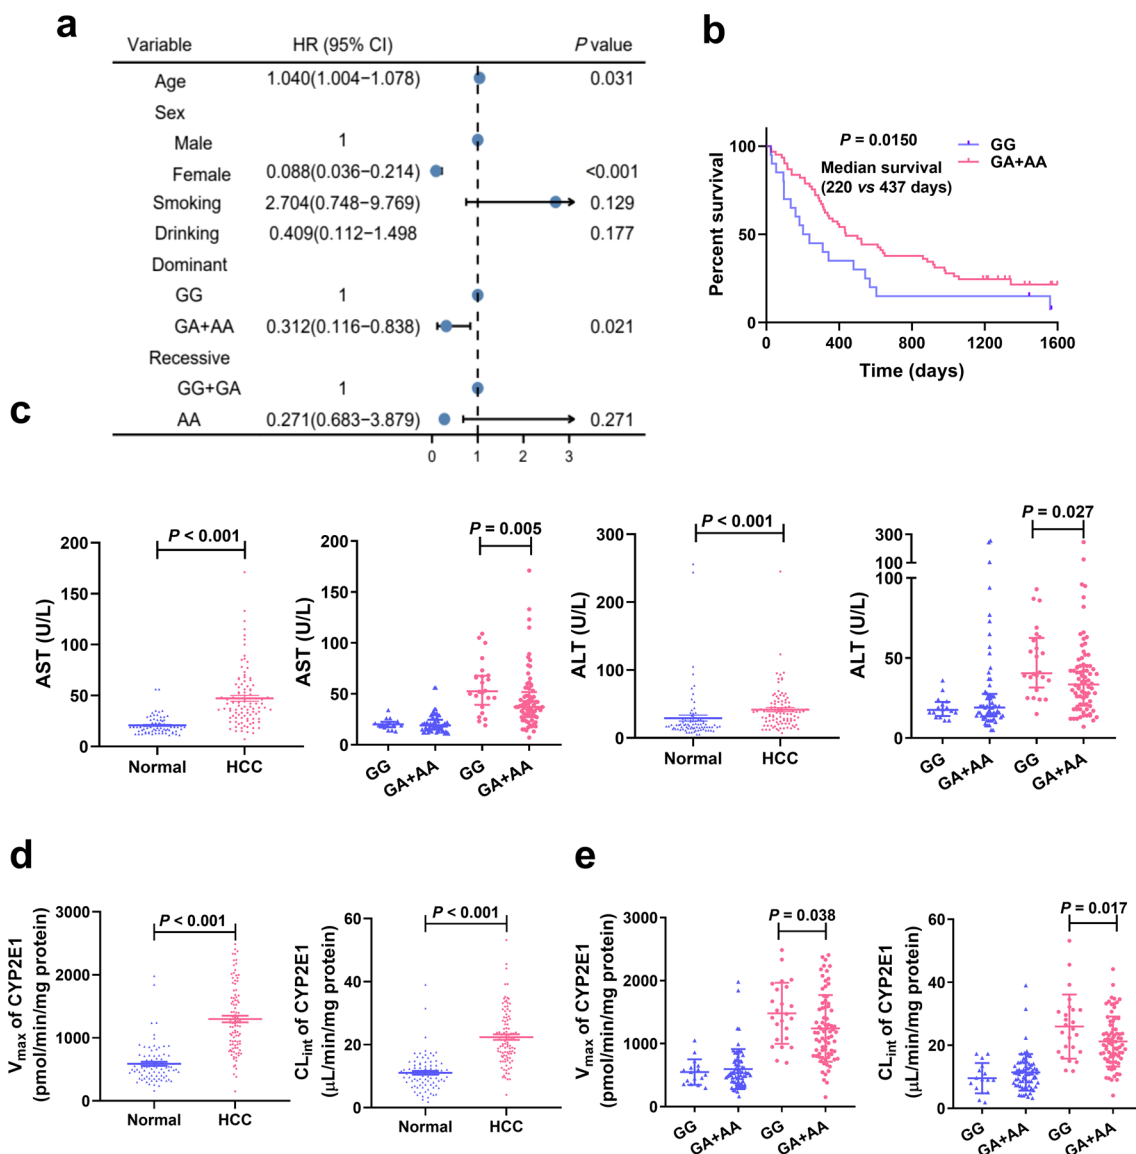 a
Variable HR (95% CI) P value
Age 1.040(1.004−1.078) 0.031
Sex
Male 1
Female 0.088(0.036−0.214) <0.001
Smoking 2.704(0.748−9.769) 0.129
Drinking 0.409(0.112−1.498 0.177
Dominant
GG 1
GA+AA 0.312(0.116−0.838) 0.021
Recessive
GG+GA 1
AA 0.271(0.683−3.879) 0.271
0 1 2 3
b
P = 0.0150
Median survival
(220 vs 437 days)
GG
GA+AA
Percent survival
100
50
0
0 400 800 1200 1600
Time (days)
c
AST (U/L)
200
150
100
50
0
P < 0.001
Normal HCC
AST (U/L)
200
150
100
50
0
P = 0.005
GG GA+AA GG GA+AA
ALT (U/L)
300
200
100
0
P < 0.001
Normal HCC
ALT (U/L)
300
100
100
50
0
P = 0.027
GG GA+AA GG GA+AA
d
Vmax of CYP2E1
(pmol/min/mg protein)
3000
2000
1000
0
P < 0.001
Normal HCC
CLint of CYP2E1
(μL/min/mg protein)
60
40
20
0
P < 0.001
Normal HCC
e
Vmax of CYP2E1
(pmol/min/mg protein)
3000
2000
1000
0
P = 0.038
GG GA+AA GG GA+AA
CLint of CYP2E1
(μL/min/mg protein)
60
40
20
0
P = 0.017
GG GA+AA GG GA+AA